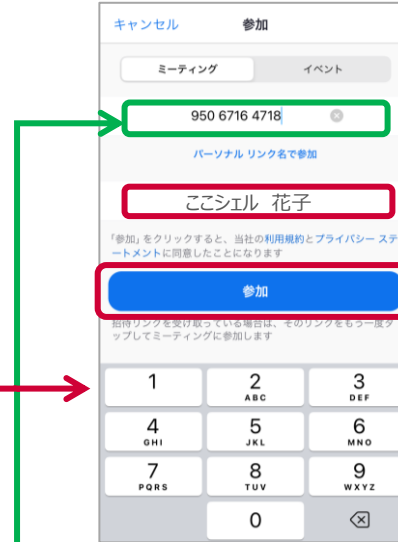 キャンセル 参加
ミーティング イベント
950 6716 4718
パーソナル リンク名で参加
ここシェル 花子
「参加」をクリックすると、当社の利用規約とプライバシー ステ
ートメントに同意したことになります
参加
招待リンクを受け取っている場合は、そのリンクをもう一度タ
ップしてミーティングに参加します
1 2 3
ABC DEF
4 5 6
GHI JKL MNO
7 8 9
PQRS TUV WXYZ
0